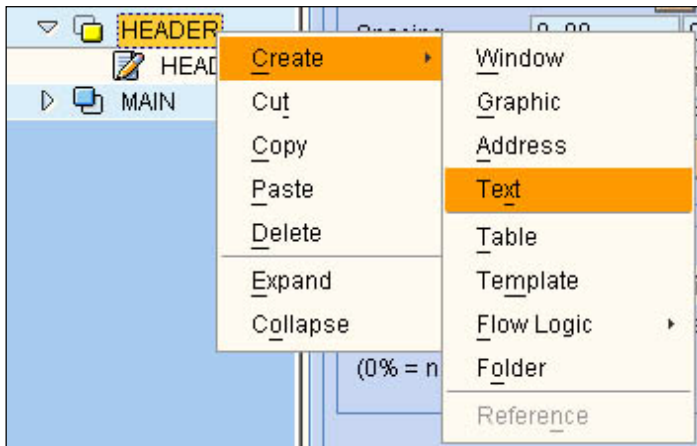 HEADER
HEAD
MAIN
Create
Cut
Copy
Paste
Delete
Expand
Collapse
Window
Graphic
Address
Text
Table
Template
Flow Logic
Folder
Reference
(0% = n